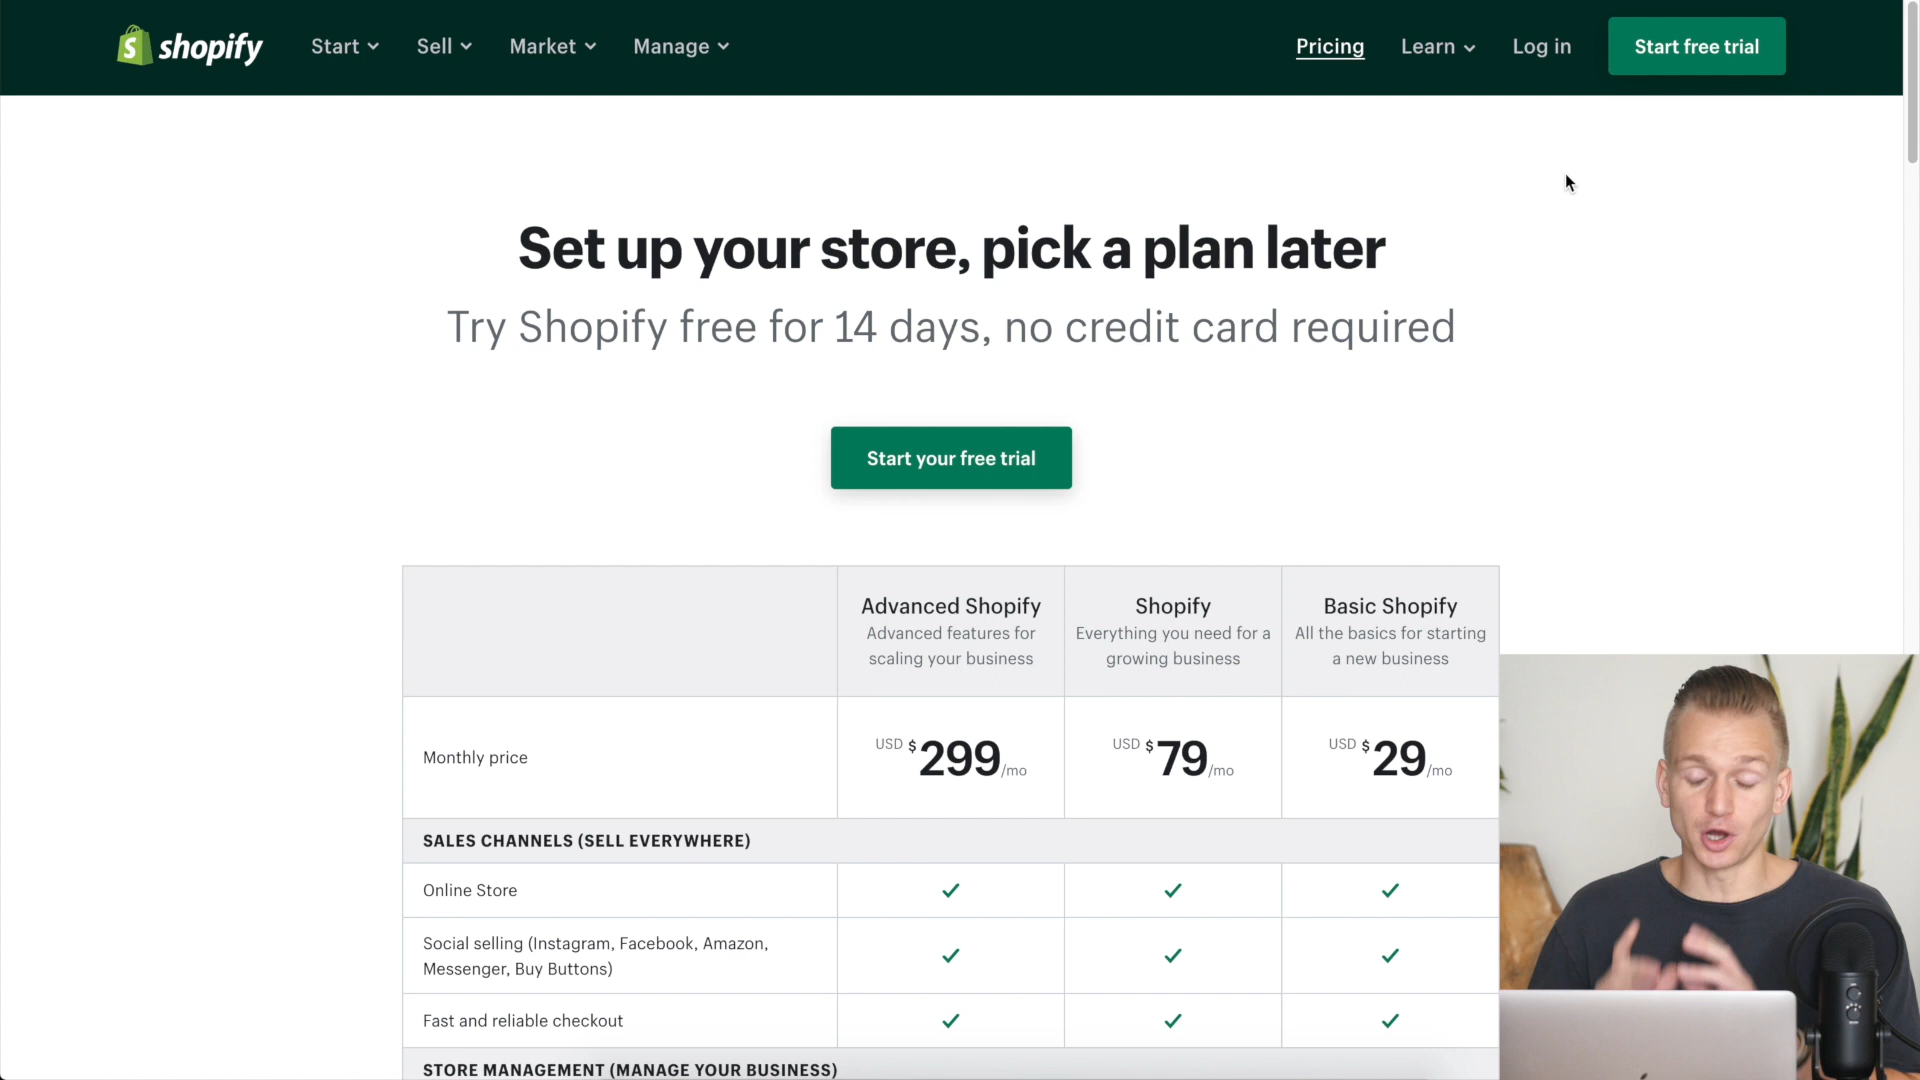 shopify
Start
Sell
Market
Manage
Pricing
Learn
Log in
Start free trial
Set up your store, pick a plan later
Try Shopify free for 14 days, no credit card required
Start your free trial
Advanced Shopify
Advanced features for
scaling your business
Shopify
Everything you need for a
growing business
Basic Shopify
All the basics for starting
a new business
Monthly price
USD $299/mo
USD $79/mo
USD $29/mo
SALES CHANNELS (SELL EVERYWHERE)
Online Store
Social selling (Instagram, Facebook, Amazon,
Messenger, Buy Buttons)
Fast and reliable checkout
STORE MANAGEMENT (MANAGE YOUR BUSINESS)